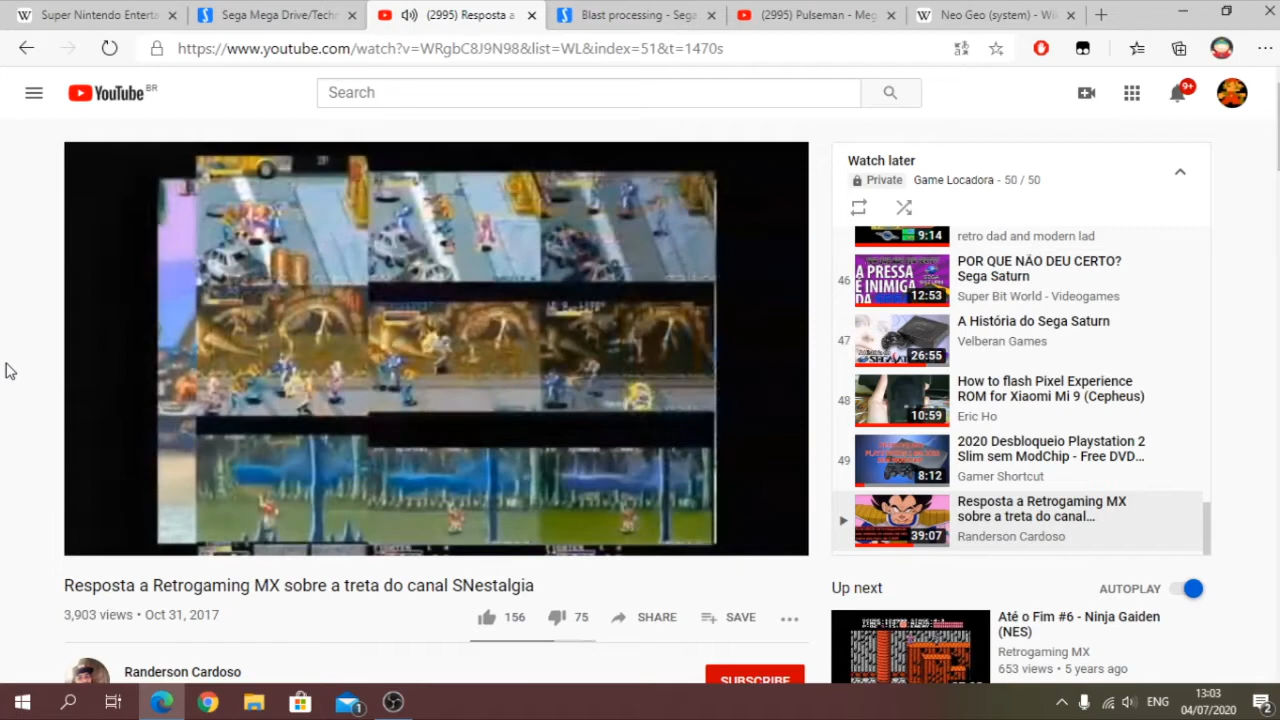 Super Nintendo Enterta
Sega Mega Drive/Techn
(2995) Resposta a
Blast processing - Sega
(2995) Pulseman - Meg
Neo Geo (system) - Wi
https://www.youtube.com/watch?v=WRgbC8J9N98&list=WL&index=51&t=1470s
YouTube BR
Search
9+
Watch later
Private Game Locadora - 50 / 50
9:14
retro dad and modern lad
46
A PRESSA É INIMIGA DA
12:53
POR QUE NÃO DEU CERTO?
Sega Saturn
Super Bit World - Videogames
47
26:55
A História do Sega Saturn
Velberan Games
48
10:59
How to flash Pixel Experience
ROM for Xiaomi Mi 9 (Cepheus)
Eric Ho
49
8:12
2020 Desbloqueio Playstation 2
Slim sem ModChip - Free DVD...
Gamer Shortcut
39:07
Resposta a Retrogaming MX
sobre a treta do canal...
Randerson Cardoso
Resposta a Retrogaming MX sobre a treta do canal SNestalgia
3,903 views • Oct 31, 2017
156 75 SHARE SAVE
Up next AUTOPLAY
Até o Fim #6 - Ninja Gaiden
(NES)
Retrogaming MX
653 views • 5 years ago
Randerson Cardoso
SUBSCRIBE
1
ENG
13:03
04/07/2020
2